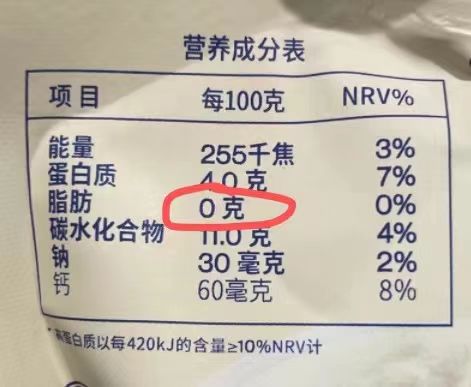 营养成分表
项目 每100克 NRV%
能量 255千焦 3%
蛋白质 4.0 克 7%
脂肪 0 克 0%
碳水化合物 11.0 克 4%
钠 30 毫克 2%
钙 60毫克 8%
蛋白质以每420kJ的含量≥10%NRV计